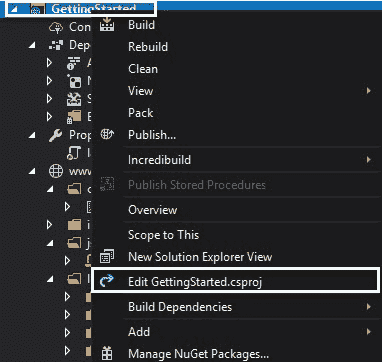 GettingStarted
Build
Rebuild
Clean
View
Pack
Publish...
Incredibuild
Publish Stored Procedures
Overview
Scope to This
New Solution Explorer View
Edit GettingStarted.csproj
Build Dependencies
Add
Manage NuGet Packages...
Con
Dep
Prop
ww